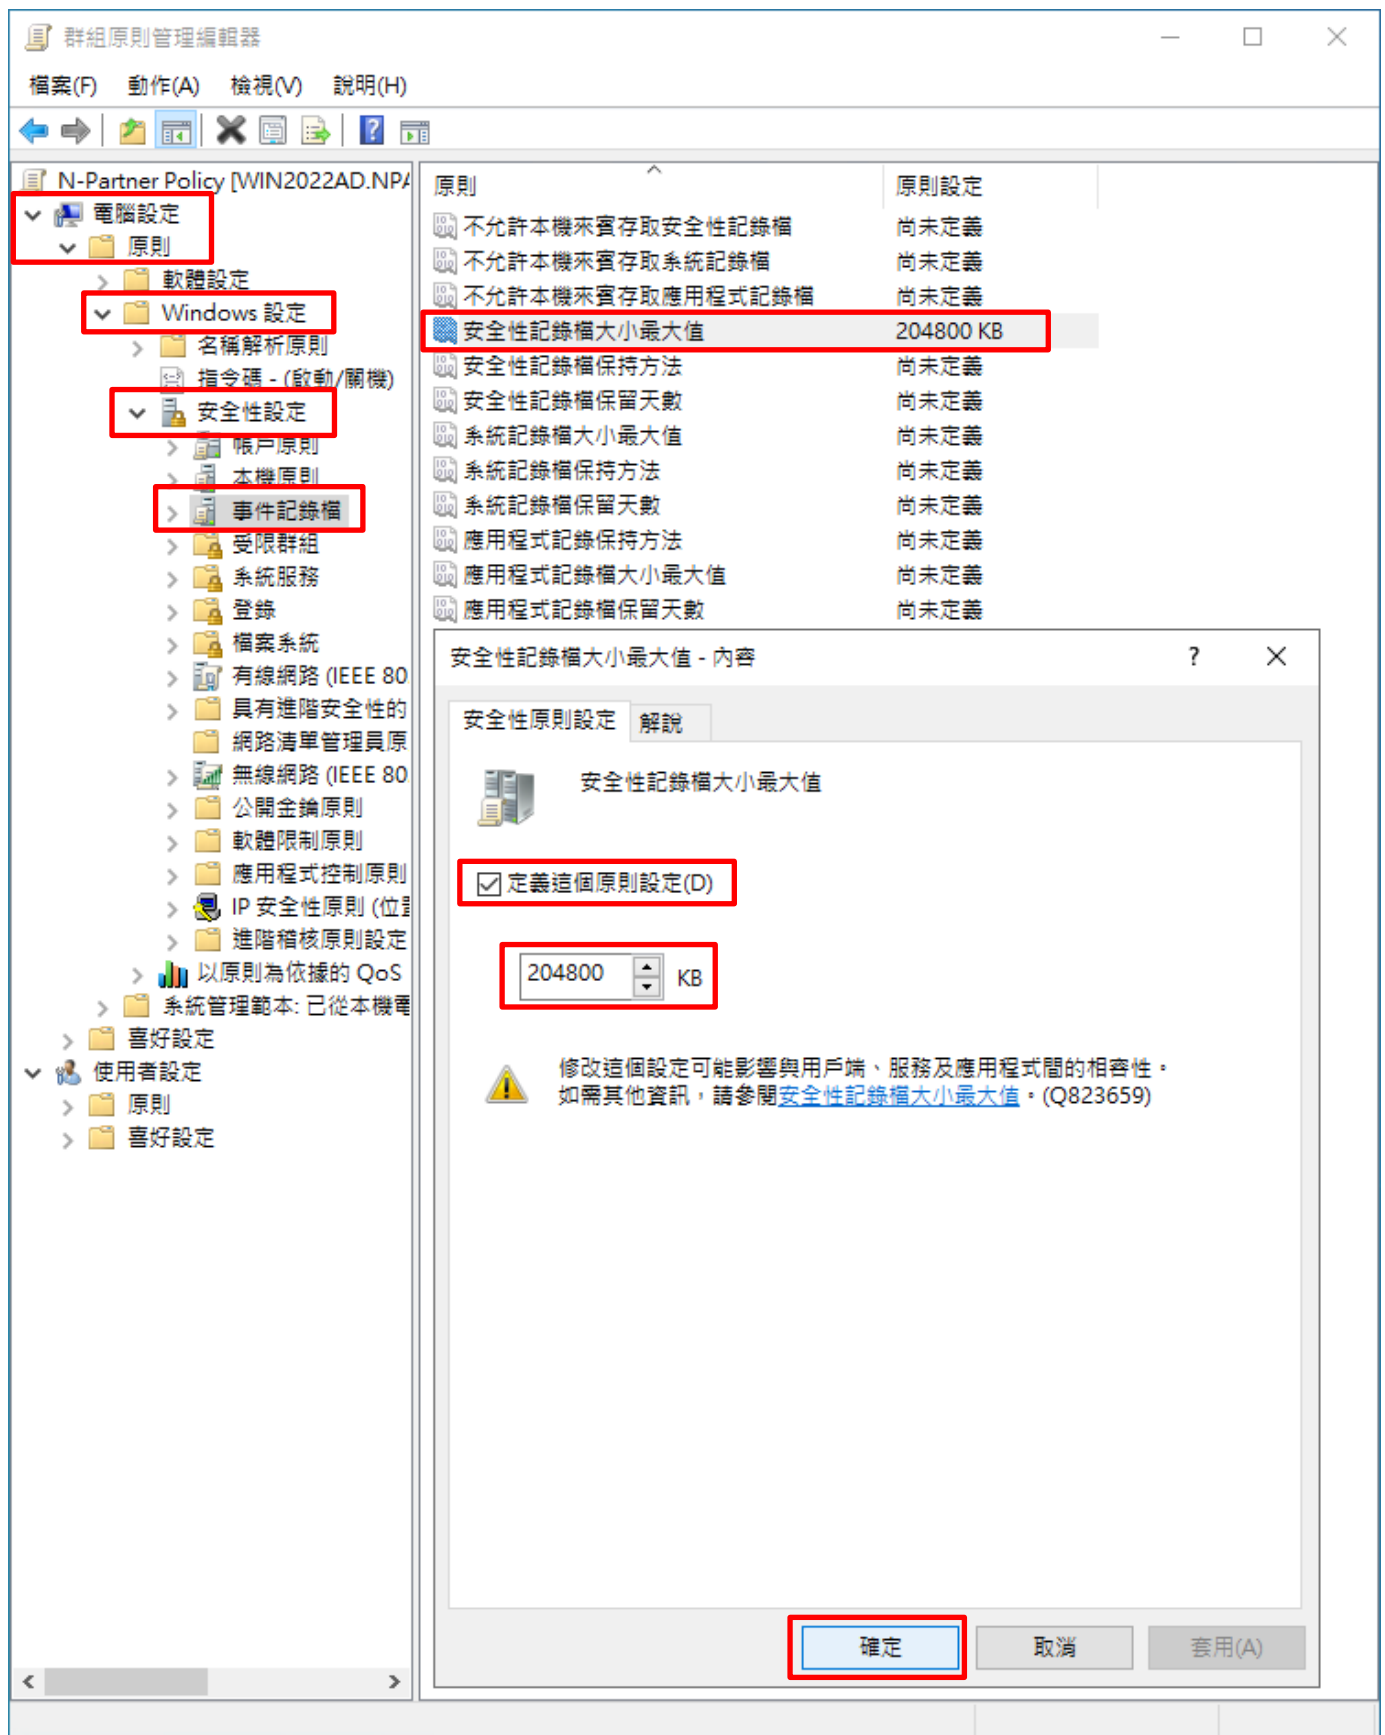 群組原則管理編輯器
檔案(F) 動作(A) 檢視(V) 說明(H)
N-Partner Policy [WIN2022AD.NPA
電腦設定
原則
軟體設定
Windows 設定
名稱解析原則
指令碼 - (啟動/關機)
安全性設定
帳戶原則
本機原則
事件記錄檔
受限群組
系統服務
登錄
檔案系統
有線網路 (IEEE 80
具有進階安全性的
網路清單管理員原
無線網路 (IEEE 80
公開金鑰原則
軟體限制原則
應用程式控制原則
IP 安全性原則 (位置
進階稽核原則設定
以原則為依據的 QoS
系統管理範本: 已從本機電
喜好設定
使用者設定
原則
喜好設定
原則 原則設定
不允許本機來賓存取安全性記錄檔 尚未定義
不允許本機來賓存取系統記錄檔 尚未定義
不允許本機來賓存取應用程式記錄檔 尚未定義
安全性記錄檔大小最大值 204800 KB
安全性記錄檔保持方法 尚未定義
安全性記錄檔保留天數 尚未定義
系統記錄檔大小最大值 尚未定義
系統記錄檔保持方法 尚未定義
系統記錄檔保留天數 尚未定義
應用程式記錄保持方法 尚未定義
應用程式記錄檔大小最大值 尚未定義
應用程式記錄檔保留天數 尚未定義
安全性記錄檔大小最大值 - 內容
安全性原則設定 解說
安全性記錄檔大小最大值
定義這個原則設定(D)
204800 KB
修改這個設定可能影響與用戶端、服務及應用程式間的相容性。
如需其他資訊，請參閱安全性記錄檔大小最大值。(Q823659)
確定 取消 套用(A)